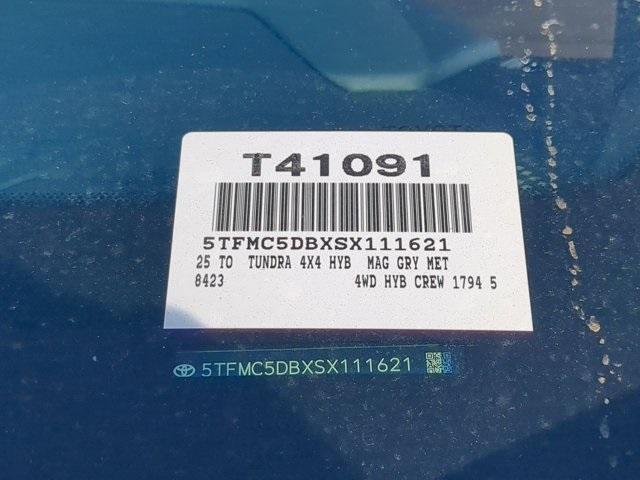 T41091
5TFMC5DBXSX111621
25 TO TUNDRA 4X4 HYB MAG GRY MET
8423 4WD HYB CREW 1794 5
5TFMC5DBXSX111621